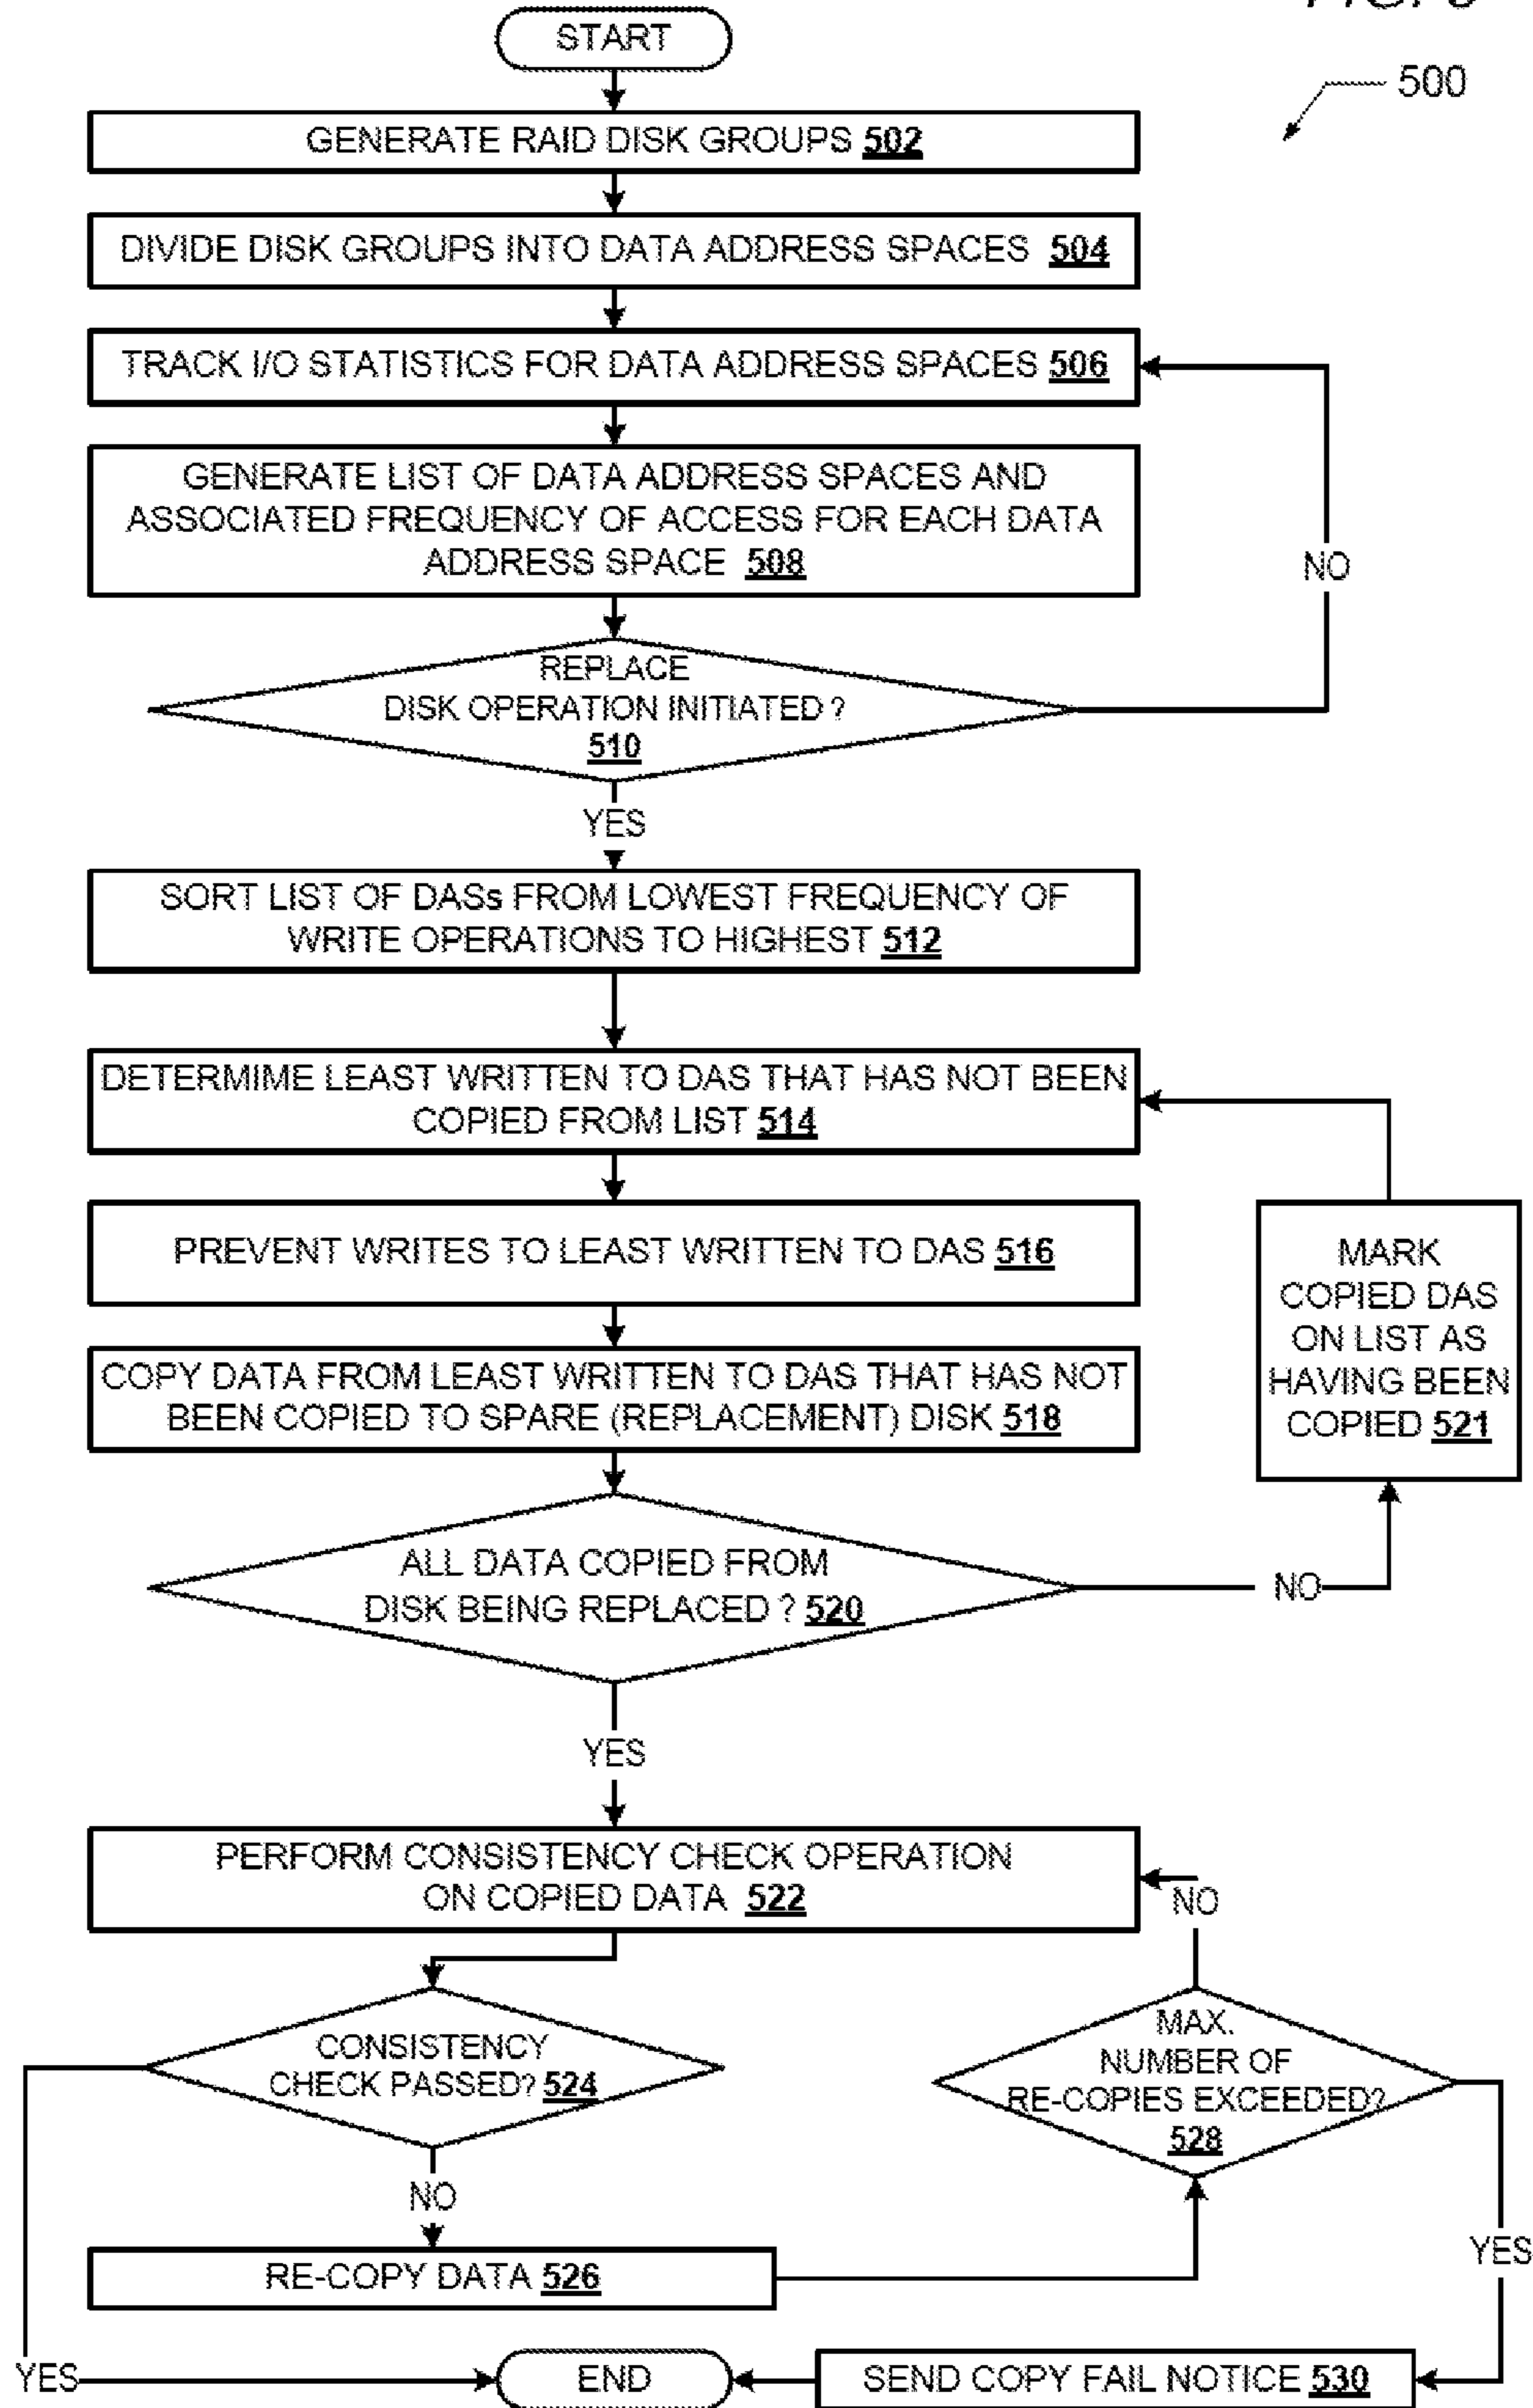 500
START
GENERATE RAID DISK GROUPS 502
DIVIDE DISK GROUPS INTO DATA ADDRESS SPACES 504
TRACK I/O STATISTICS FOR DATA ADDRESS SPACES 506
GENERATE LIST OF DATA ADDRESS SPACES AND
ASSOCIATED FREQUENCY OF ACCESS FOR EACH DATA
ADDRESS SPACE 508
NO
REPLACE
DISK OPERATION INITIATED?
510
YES
SORT LIST OF DASs FROM LOWEST FREQUENCY OF
WRITE OPERATIONS TO HIGHEST 512
DETERMIME LEAST WRITTEN TO DAS THAT HAS NOT BEEN
COPIED FROM LIST 514
PREVENT WRITES TO LEAST WRITTEN TO DAS 516
COPY DATA FROM LEAST WRITTEN TO DAS THAT HAS NOT
BEEN COPIED TO SPARE (REPLACEMENT) DISK 518
MARK
COPIED DAS
ON LIST AS
HAVING BEEN
COPIED 521
ALL DATA COPIED FROM
DISK BEING REPLACED? 520
NO
YES
PERFORM CONSISTENCY CHECK OPERATION
ON COPIED DATA 522
NO
CONSISTENCY
CHECK PASSED? 524
MAX.
NUMBER OF
RE-COPIES EXCEEDED?
528
NO
YES
RE-COPY DATA 526
YES
END
SEND COPY FAIL NOTICE 530